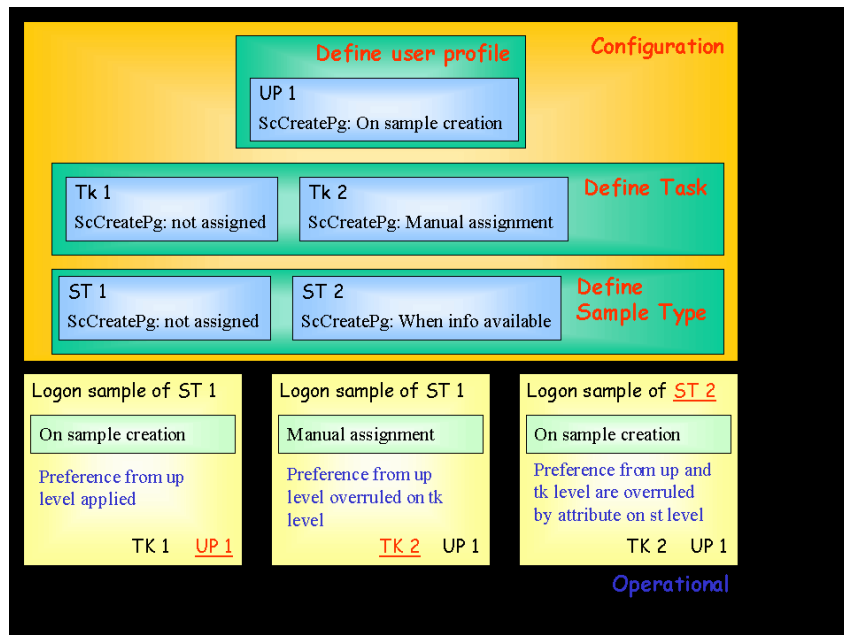 Configuration
Define user profile
UP 1
ScCreatePg: On sample creation
Define Task
Tk 1
ScCreatePg: not assigned
Tk 2
ScCreatePg: Manual assignment
Define
Sample Type
ST 1
ScCreatePg: not assigned
ST 2
ScCreatePg: When info available
Logon sample of ST 1
On sample creation
Preference from up
level applied
TK 1 UP 1
Logon sample of ST 1
Manual assignment
Preference from up
level overruled on tk
level
TK 2 UP 1
Logon sample of ST 2
On sample creation
Preference from up and
tk level are overruled
by attribute on st level
TK 2 UP 1
Operational